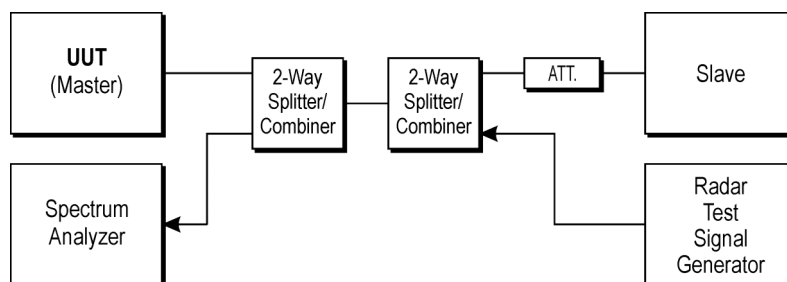 UUT
(Master)
2-Way
Splitter/
Combiner
2-Way
Splitter/
Combiner
ATT.
Slave
Spectrum
Analyzer
Radar
Test
Signal
Generator